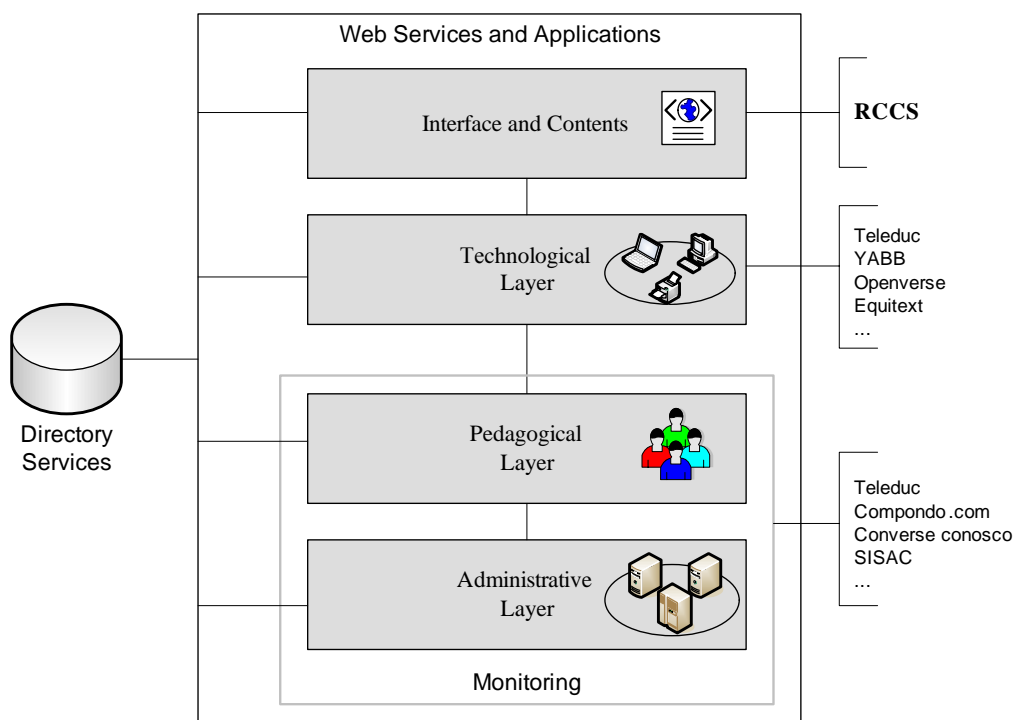 Web Services and Applications
Interface and Contents
RCCS
Technological
Layer
Teleduc
YABB
Openverse
Equitext
...
Directory
Services
Pedagogical
Layer
Teleduc
Compondo.com
Converse conosco
SISAC
...
Administrative
Layer
Monitoring